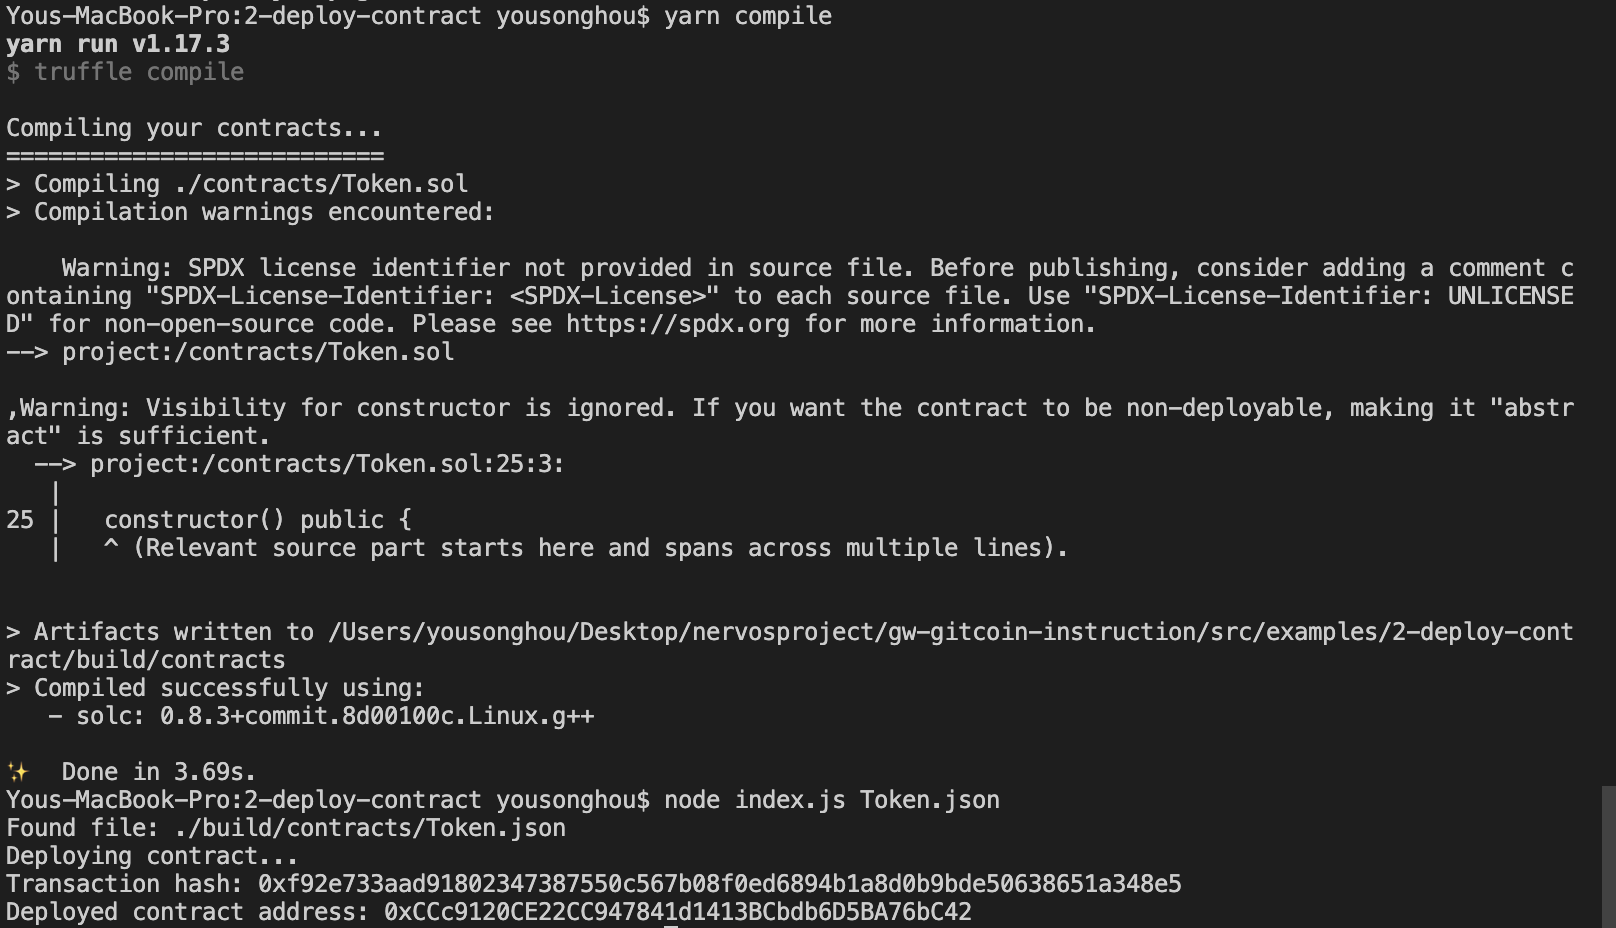 Yous-MacBook-Pro:2-deploy-contract yousonghou$ yarn compile
yarn run v1.17.3
$ truffle compile
Compiling your contracts...
===========================
> Compiling ./contracts/Token.sol
> Compilation warnings encountered:
    Warning: SPDX license identifier not provided in source file. Before publishing, consider adding a comment c
ontaining "SPDX-License-Identifier: <SPDX-License>" to each source file. Use "SPDX-License-Identifier: UNLICENSE
D" for non-open-source code. Please see https://spdx.org for more information.
--> project:/contracts/Token.sol
,Warning: Visibility for constructor is ignored. If you want the contract to be non-deployable, making it "abstr
act" is sufficient.
  --> project:/contracts/Token.sol:25:3:
   |
25 |   constructor() public {
   |   ^ (Relevant source part starts here and spans across multiple lines).
> Artifacts written to /Users/yousonghou/Desktop/nervosproject/gw-gitcoin-instruction/src/examples/2-deploy-cont
ract/build/contracts
> Compiled successfully using:
   - solc: 0.8.3+commit.8d00100c.Linux.g++
✨  Done in 3.69s.
Yous-MacBook-Pro:2-deploy-contract yousonghou$ node index.js Token.json
Found file: ./build/contracts/Token.json
Deploying contract...
Transaction hash: 0xf92e733aad91802347387550c567b08f0ed6894b1a8d0b9bde50638651a348e5
Deployed contract address: 0xCCc9120CE22CC947841d1413BCbdb6D5BA76bC42